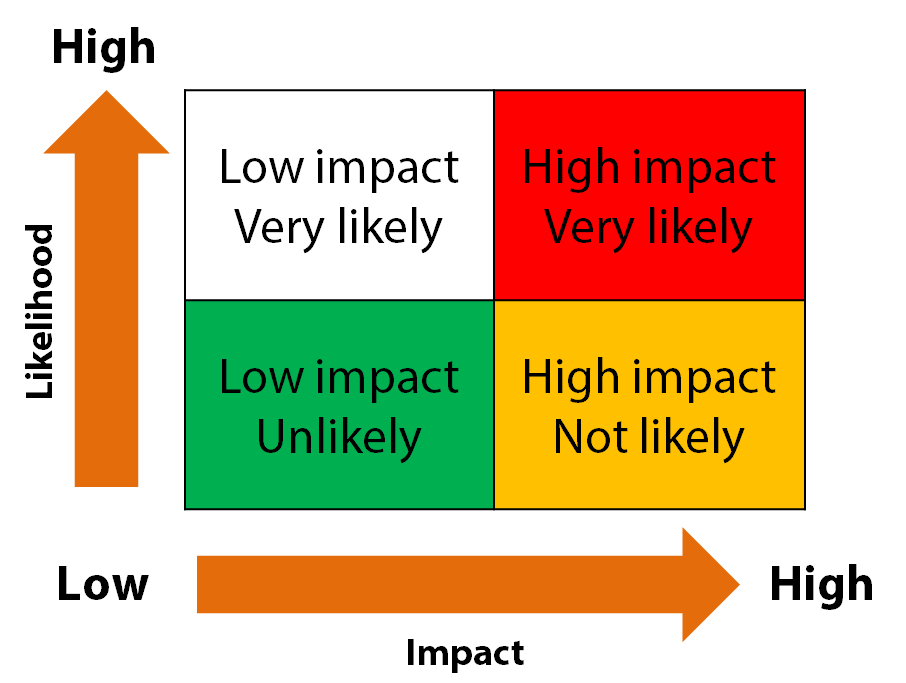 High
Low impact
Very likely
High impact
Very likely
Likelihood
Low impact
Unlikely
High impact
Not likely
Low
High
Impact